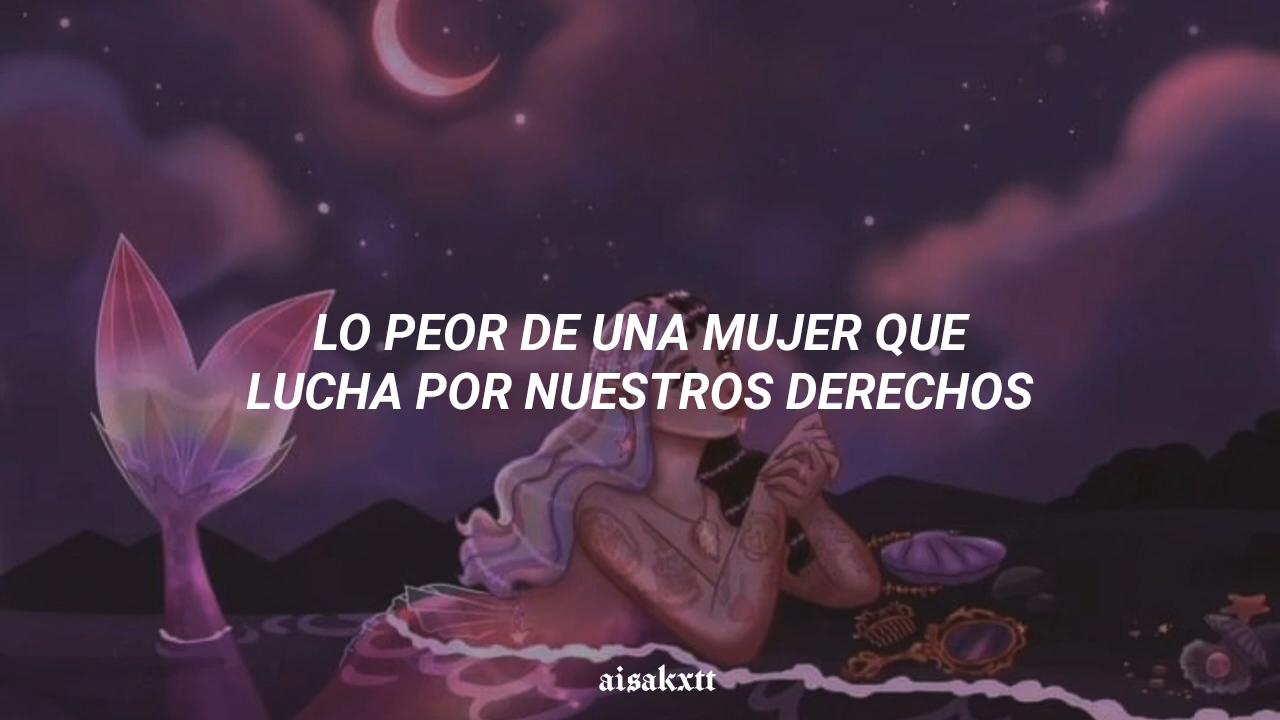 LO PEOR DE UNA MUJER QUE
LUCHA POR NUESTROS DERECHOS
aisakxtt